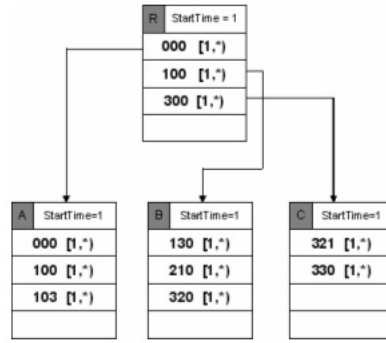 R StartTime = 1
000 [1,*)
100 [1,*)
300 [1,*)
A StartTime=1
000 [1,*)
100 [1,*)
103 [1,*)
B StartTime=1
130 [1,*)
210 [1,*)
320 [1,*)
C StartTime=1
321 [1,*)
330 [1,*)